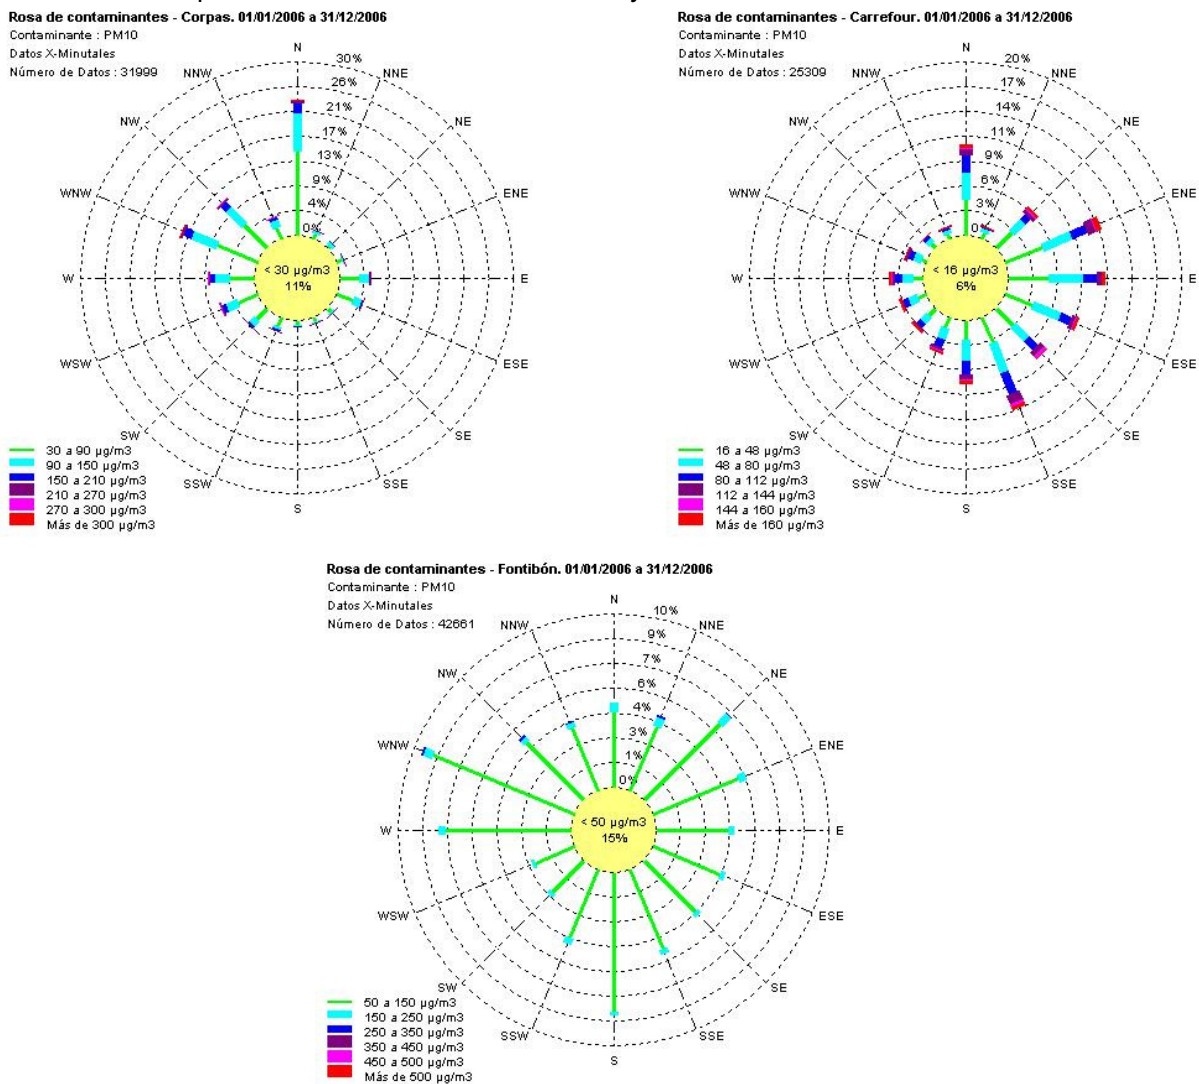 Rosa de contaminantes - Corpas. 01/01/2006 a 31/12/2006
Contaminante : PM10
Datos X-Minutales
Número de Datos : 31999
N
NNE
NE
ENE
E
ESE
SE
SSE
S
SSW
SW
WSW
W
WNW
NW
NNW
30%
26%
21%
17%
13%
9%
4%
0%
< 30 µg/m3
11%
30 a 90 µg/m3
90 a 150 µg/m3
150 a 210 µg/m3
210 a 270 µg/m3
270 a 300 µg/m3
Más de 300 µg/m3
Rosa de contaminantes - Carrefour. 01/01/2006 a 31/12/2006
Contaminante : PM10
Datos X-Minutales
Número de Datos : 25309
N
NNE
NE
ENE
E
ESE
SE
SSE
S
SSW
SW
WSW
W
WNW
NW
NNW
20%
17%
14%
11%
9%
6%
3%
0%
< 16 µg/m3
6%
16 a 48 µg/m3
48 a 80 µg/m3
80 a 112 µg/m3
112 a 144 µg/m3
144 a 160 µg/m3
Más de 160 µg/m3
Rosa de contaminantes - Fontibón. 01/01/2006 a 31/12/2006
Contaminante : PM10
Datos X-Minutales
Número de Datos : 42661
N
NNE
NE
ENE
E
ESE
SE
SSE
S
SSW
SW
WSW
W
WNW
NW
NNW
10%
9%
7%
6%
4%
3%
1%
0%
< 50 µg/m3
15%
50 a 150 µg/m3
150 a 250 µg/m3
250 a 350 µg/m3
350 a 450 µg/m3
450 a 500 µg/m3
Más de 500 µg/m3